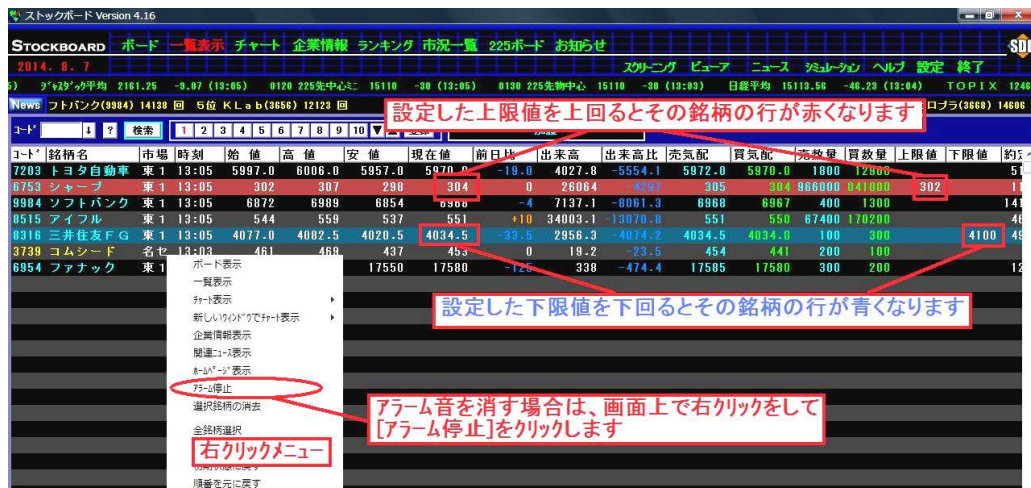 ストックボード Version 4.16
STOCKBOARD ボード 一覧表示 チャート 企業情報 ランキング 市況一覧 225ボード お知らせ
2014. 8. 7 スクリーニング ビューア ニュース シミュレーション ヘルプ 設定 終了
ｼﾞｬｽﾀﾞｯｸ平均 2161.25 -9.07 (13:05) 0120 225先中心ミニ 15110 -30 (13:05) 0130 225先物中心 15110 -30 (13:03) 日経平均 15113.56 -46.23 (13:04) TOPIX 1246
News フトバンク(9984) 14138 回 5位 KLab(3656) 12123 回 ロプラ(3668) 14606
設定した上限値を上回るとその銘柄の行が赤くなります
ｺｰﾄﾞ ? 検索 1 2 3 4 5 6 7 8 9 10 ▼
ｺｰﾄﾞ 銘柄名 市場 時刻 始 値 高 値 安 値 現在値 前日比 出来高 出来高比 売気配 買気配 売数量 買数量 上限値 下限値
7203 トヨタ自動車 東1 13:05 5997.0 6006.0 5957.0 5970.0 -19.0 4027.8 -5554.1 5972.0 5970.0 1800 12900 51
6753 シャープ 東1 13:05 302 307 298 304 0 26064 -4297 305 304 966000 841000 302 11
9984 ソフトバンク 東1 13:05 6872 6989 6854 6968 -4 7137.1 -8061.3 6968 6967 400 1300 141
8515 アイフル 東1 13:05 544 559 537 551 +10 34003.1 -13070.8 551 550 67400 170200 46
8316 三井住友FG 東1 13:05 4077.0 4082.5 4020.5 4034.5 -33.5 2956.3 -4074.2 4034.5 4034.0 100 300 4100 49
3739 コムシード 名セ 13:03 461 469 437 453 0 19.2 -23.5 454 441 200 100
6954 ファナック 東1 17550 17580 -125 338 -474.4 17585 17580 300 200 12
ボード表示
一覧表示
ﾁｬｰﾄ表示
新しいｳｨﾝﾄﾞｳでﾁｬｰﾄ表示
設定した下限値を下回るとその銘柄の行が青くなります
企業情報表示
関連ﾆｭｰｽ表示
ﾎｰﾑﾍﾟｰｼﾞ表示
ｱﾗｰﾑ停止
選択銘柄の消去
アラーム音を消す場合は、画面上で右クリックをして
[アラーム停止]をクリックします
全銘柄選択
右クリックメニュー
初期状態に戻す
順番を元に戻す